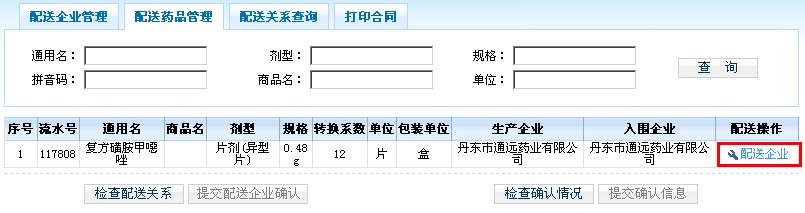 配送企业管理 配送药品管理 配送关系查询 打印合同
通用名： 剂型： 规格：
拼音码： 商品名： 单位：
查 询
序号 流水号 通用名 商品名 剂型 规格 转换系数 单位 包装单位 生产企业 入围企业 配送操作
1 117808 复方磺胺甲噁唑 片剂(异型片) 0.48g 12 片 盒 丹东市通远药业有限公司 丹东市通远药业有限公司 配送企业
检查配送关系 提交配送企业确认 检查确认情况 提交确认信息